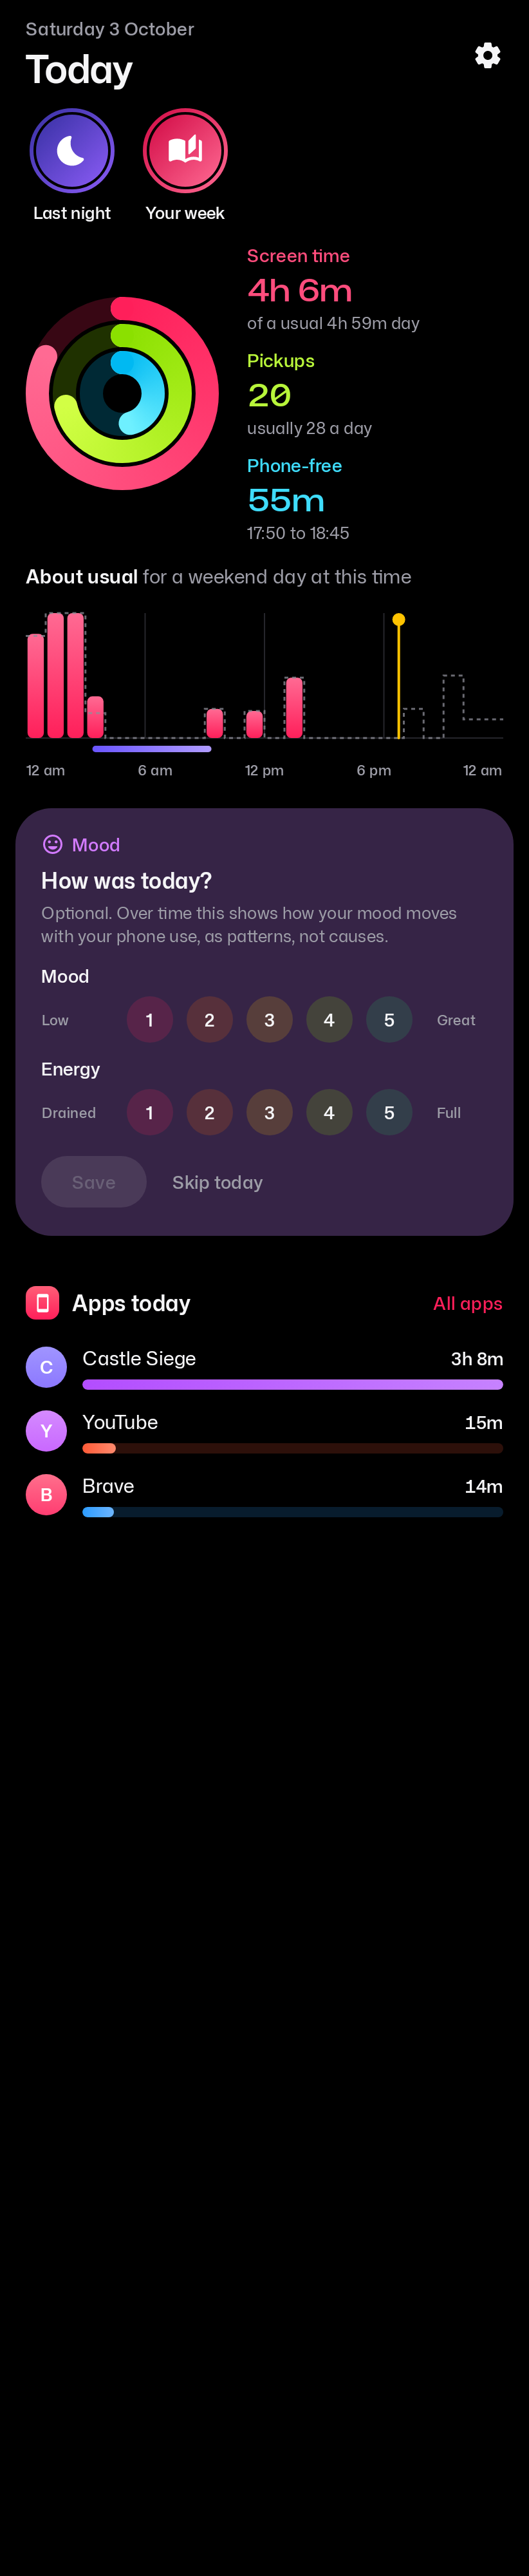 Saturday 3 October
Today
Last night
Your week
Screen time
4h 6m
of a usual 4h 59m day
Pickups
20
usually 28 a day
Phone-free
55m
17:50 to 18:45
About usual for a weekend day at this time
12 am 6 am 12 pm 6 pm 12 am
Mood
How was today?
Optional. Over time this shows how your mood moves
with your phone use, as patterns, not causes.
Mood
Low 1 2 3 4 5 Great
Energy
Drained 1 2 3 4 5 Full
Save Skip today
Apps today All apps
C Castle Siege 3h 8m
Y YouTube 15m
B Brave 14m